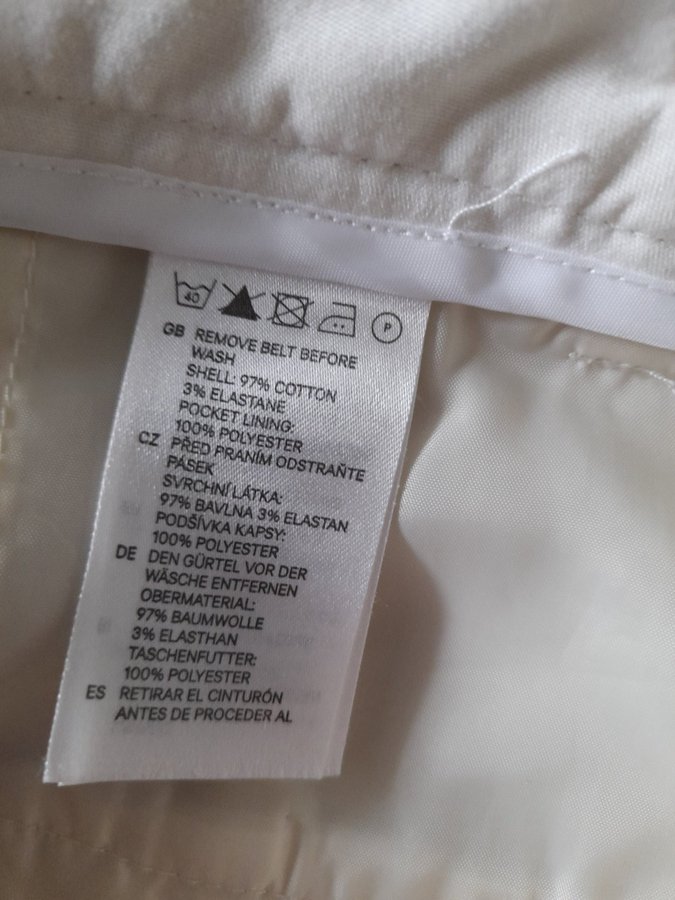 40
P
GB REMOVE BELT BEFORE
WASH
SHELL: 97% COTTON
3% ELASTANE
POCKET LINING:
100% POLYESTER
CZ PŘED PRANÍM ODSTRAŇTE
PÁSEK
SVRCHNÍ LÁTKA:
97% BAVLNA 3% ELASTAN
PODŠÍVKA KAPSY:
100% POLYESTER
DE DEN GÜRTEL VOR DER
WÄSCHE ENTFERNEN
OBERMATERIAL:
97% BAUMWOLLE
3% ELASTHAN
TASCHENFUTTER:
100% POLYESTER
ES RETIRAR EL CINTURÓN
ANTES DE PROCEDER AL